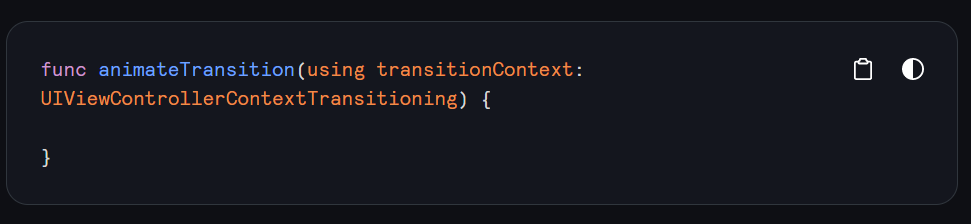 func animateTransition(using transitionContext:
UIViewControllerContextTransitioning) {
}